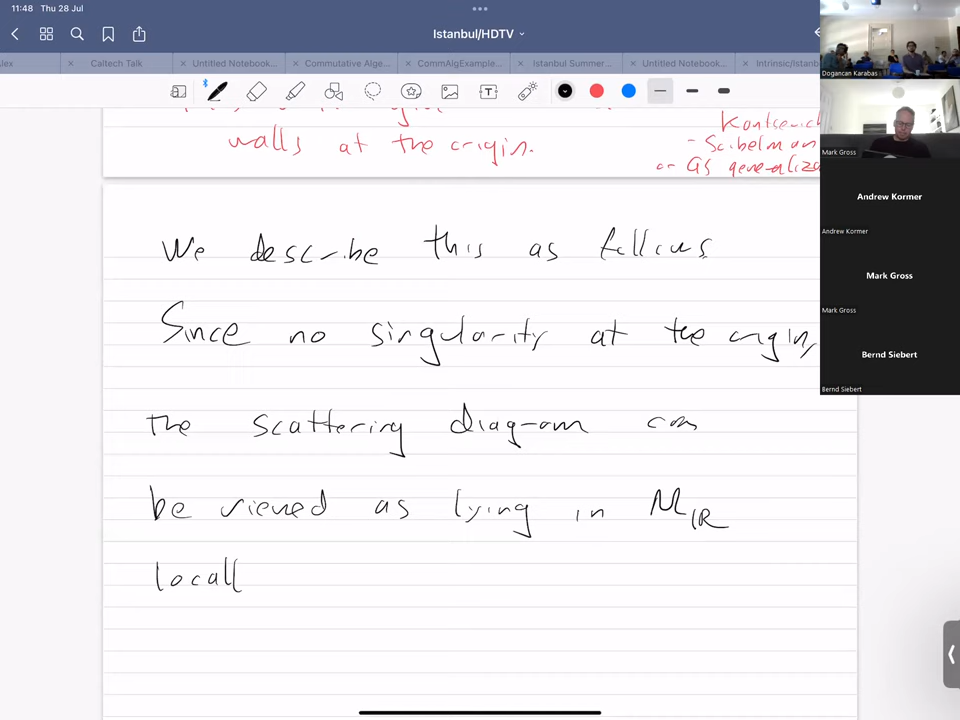 11:48 Thu 28 Jul
Istanbul/HDTV
Caltech Talk
Untitled Notebook...
Commutative Alge...
CommAlgExample...
Istanbul Summer...
Untitled Notebook...
Intrinsic/Istanb
walls at the origin.
Kontsevich
- Soibelman
or GS generaliza
We describe this as follows
Since no singularity at the origin,
the scattering diagram can
be viewed as lying in M_IR
locall
Dogancan Karabas
Mark Gross
Andrew Kormer
Andrew Kormer
Mark Gross
Mark Gross
Bernd Siebert
Bernd Siebert